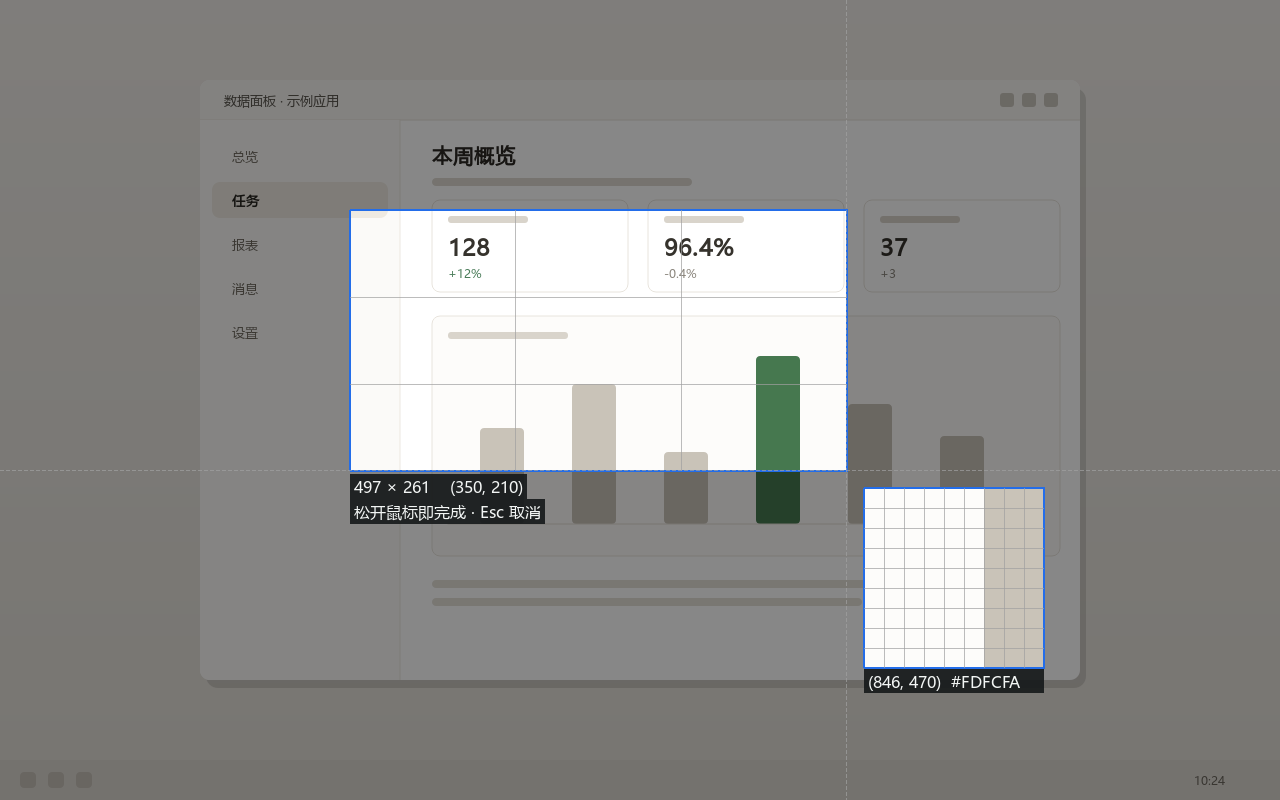 数据面板 · 示例应用
总览
任务
报表
消息
设置
本周概览
128
+12%
96.4%
-0.4%
37
+3
497 × 261 (350, 210)
松开鼠标即完成 · Esc 取消
(846, 470) #FDFCFA
10:24